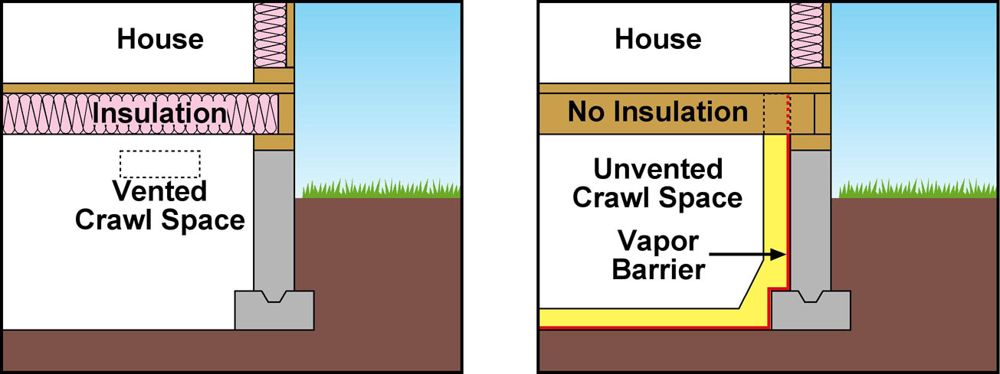 House
Insulation
Vented
Crawl Space
House
No Insulation
Unvented
Crawl Space
Vapor
Barrier